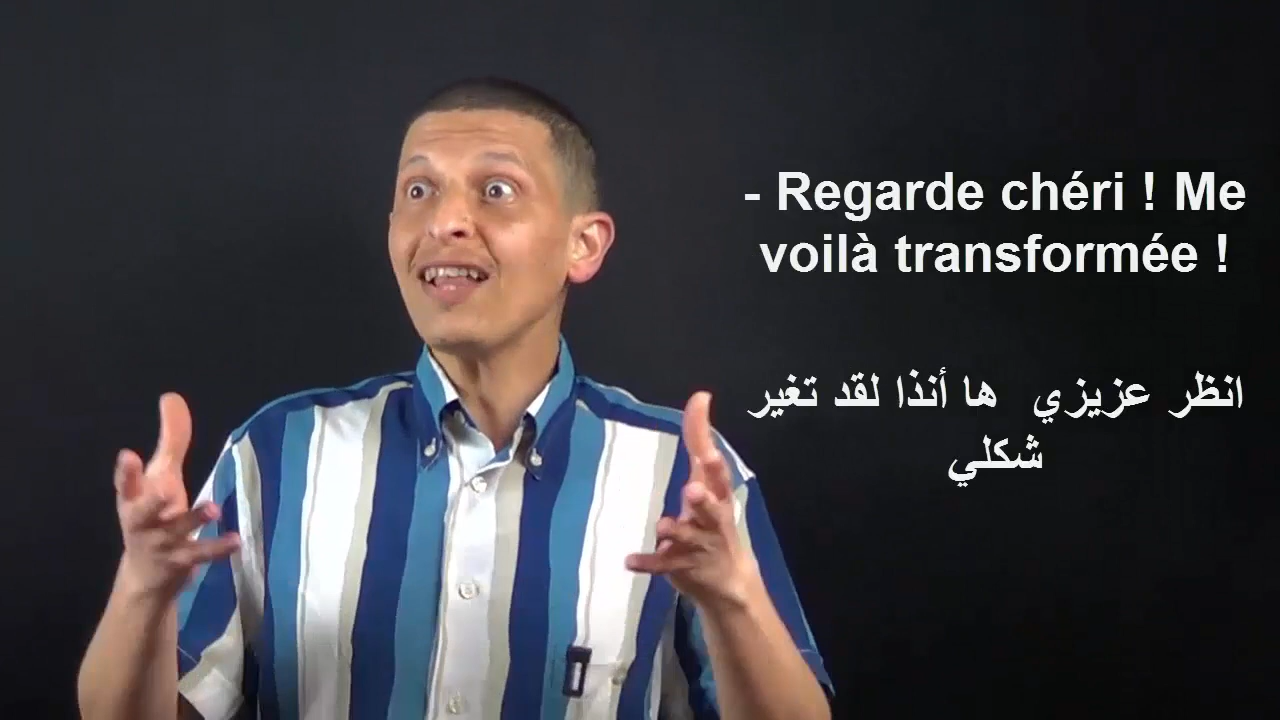 - Regarde chéri ! Me
voilà transformée !
انظر عزيزي ها أنذا لقد تغير
شكلي